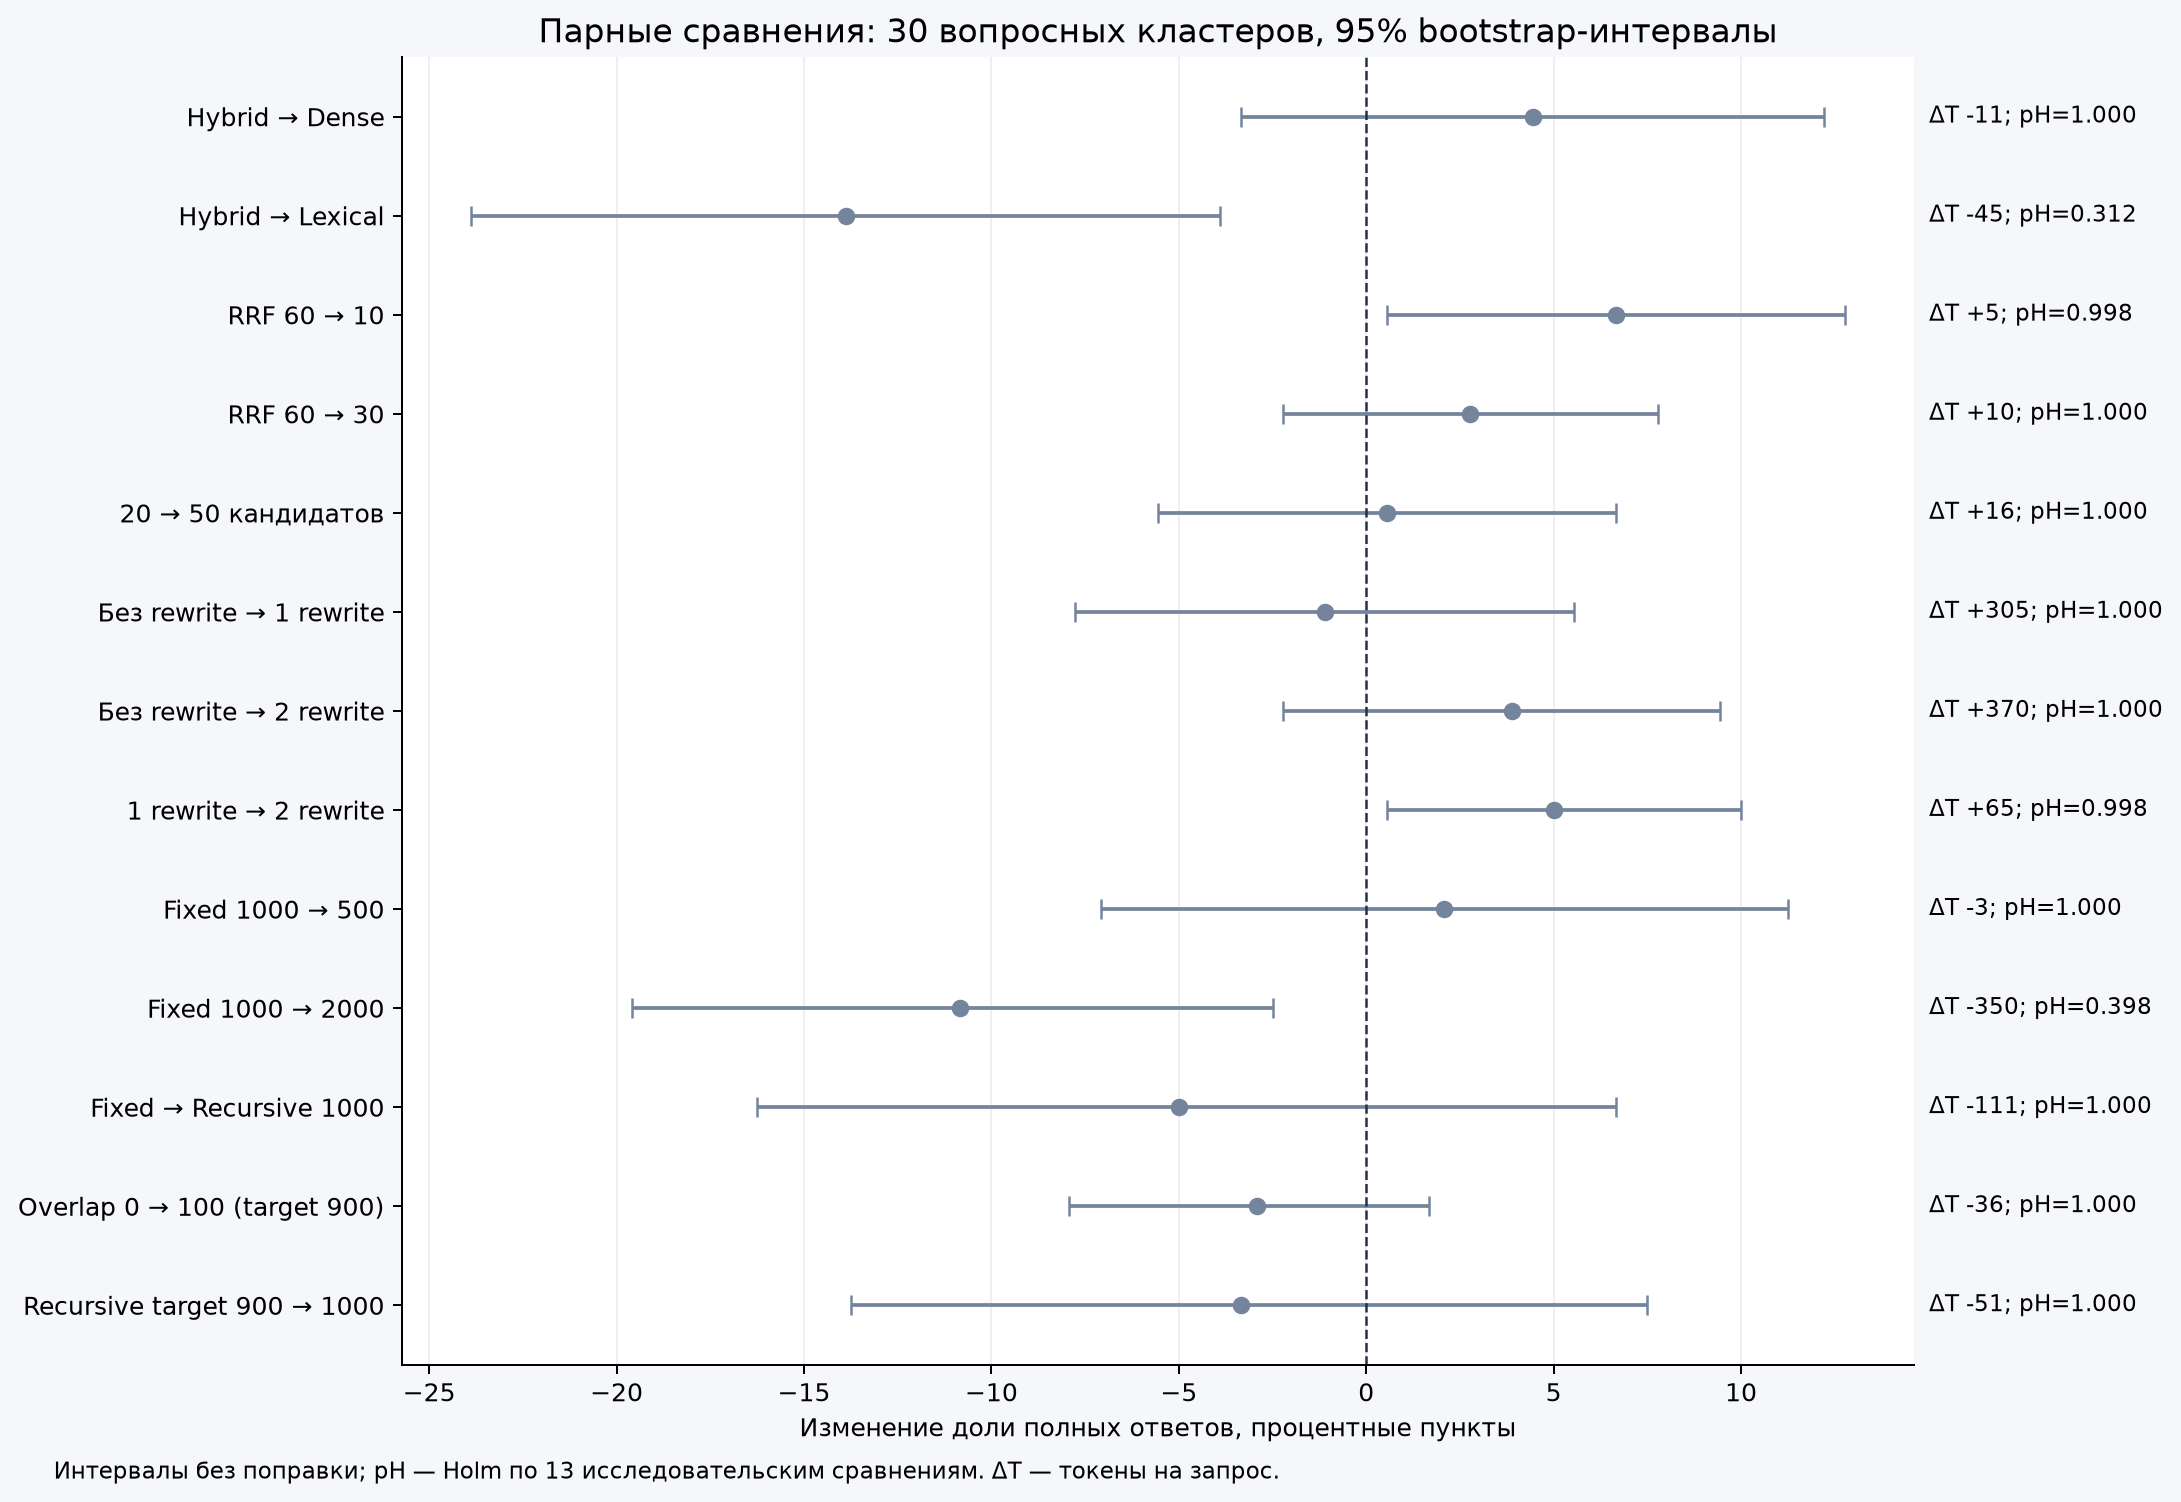 Парные сравнения: 30 вопросных кластеров, 95% bootstrap-интервалы
Hybrid → Dense
ΔT -11; pH=1.000
Hybrid → Lexical
ΔT -45; pH=0.312
RRF 60 → 10
ΔT +5; pH=0.998
RRF 60 → 30
ΔT +10; pH=1.000
20 → 50 кандидатов
ΔT +16; pH=1.000
Без rewrite → 1 rewrite
ΔT +305; pH=1.000
Без rewrite → 2 rewrite
ΔT +370; pH=1.000
1 rewrite → 2 rewrite
ΔT +65; pH=0.998
Fixed 1000 → 500
ΔT -3; pH=1.000
Fixed 1000 → 2000
ΔT -350; pH=0.398
Fixed → Recursive 1000
ΔT -111; pH=1.000
Overlap 0 → 100 (target 900)
ΔT -36; pH=1.000
Recursive target 900 → 1000
ΔT -51; pH=1.000
−25 −20 −15 −10 −5 0 5 10
Изменение доли полных ответов, процентные пункты
Интервалы без поправки; pH — Holm по 13 исследовательским сравнениям. ΔT — токены на запрос.